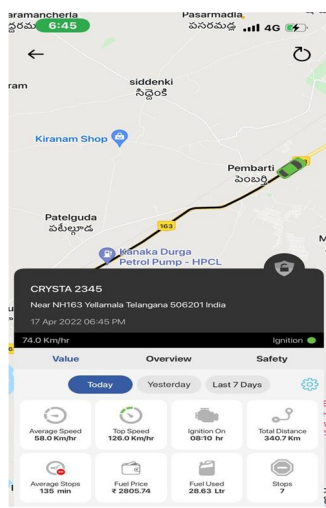 aramancherla
Pasarmadla
6:45
పసరమడ్ల
4G
siddenki
సిద్దెంకి
ram
Kiranam Shop
Pembarti
పెంబర్తి
Patelguda
పటేల్గూడ
163
Kanaka Durga
Petrol Pump - HPCL
CRYSTA 2345
Near NH163 Yellamala Telangana 506201 India
17 Apr 2022 06:45 PM
74.0 Km/hr
Ignition
Value
Overview
Safety
Today
Yesterday
Last 7 Days
Average Speed
58.0 Km/hr
Top Speed
126.0 Km/hr
Ignition On
08:10 hr
Total Distance
340.7 Km
Average Stops
135 min
Fuel Price
₹ 2805.74
Fuel Used
28.63 Ltr
Stops
7